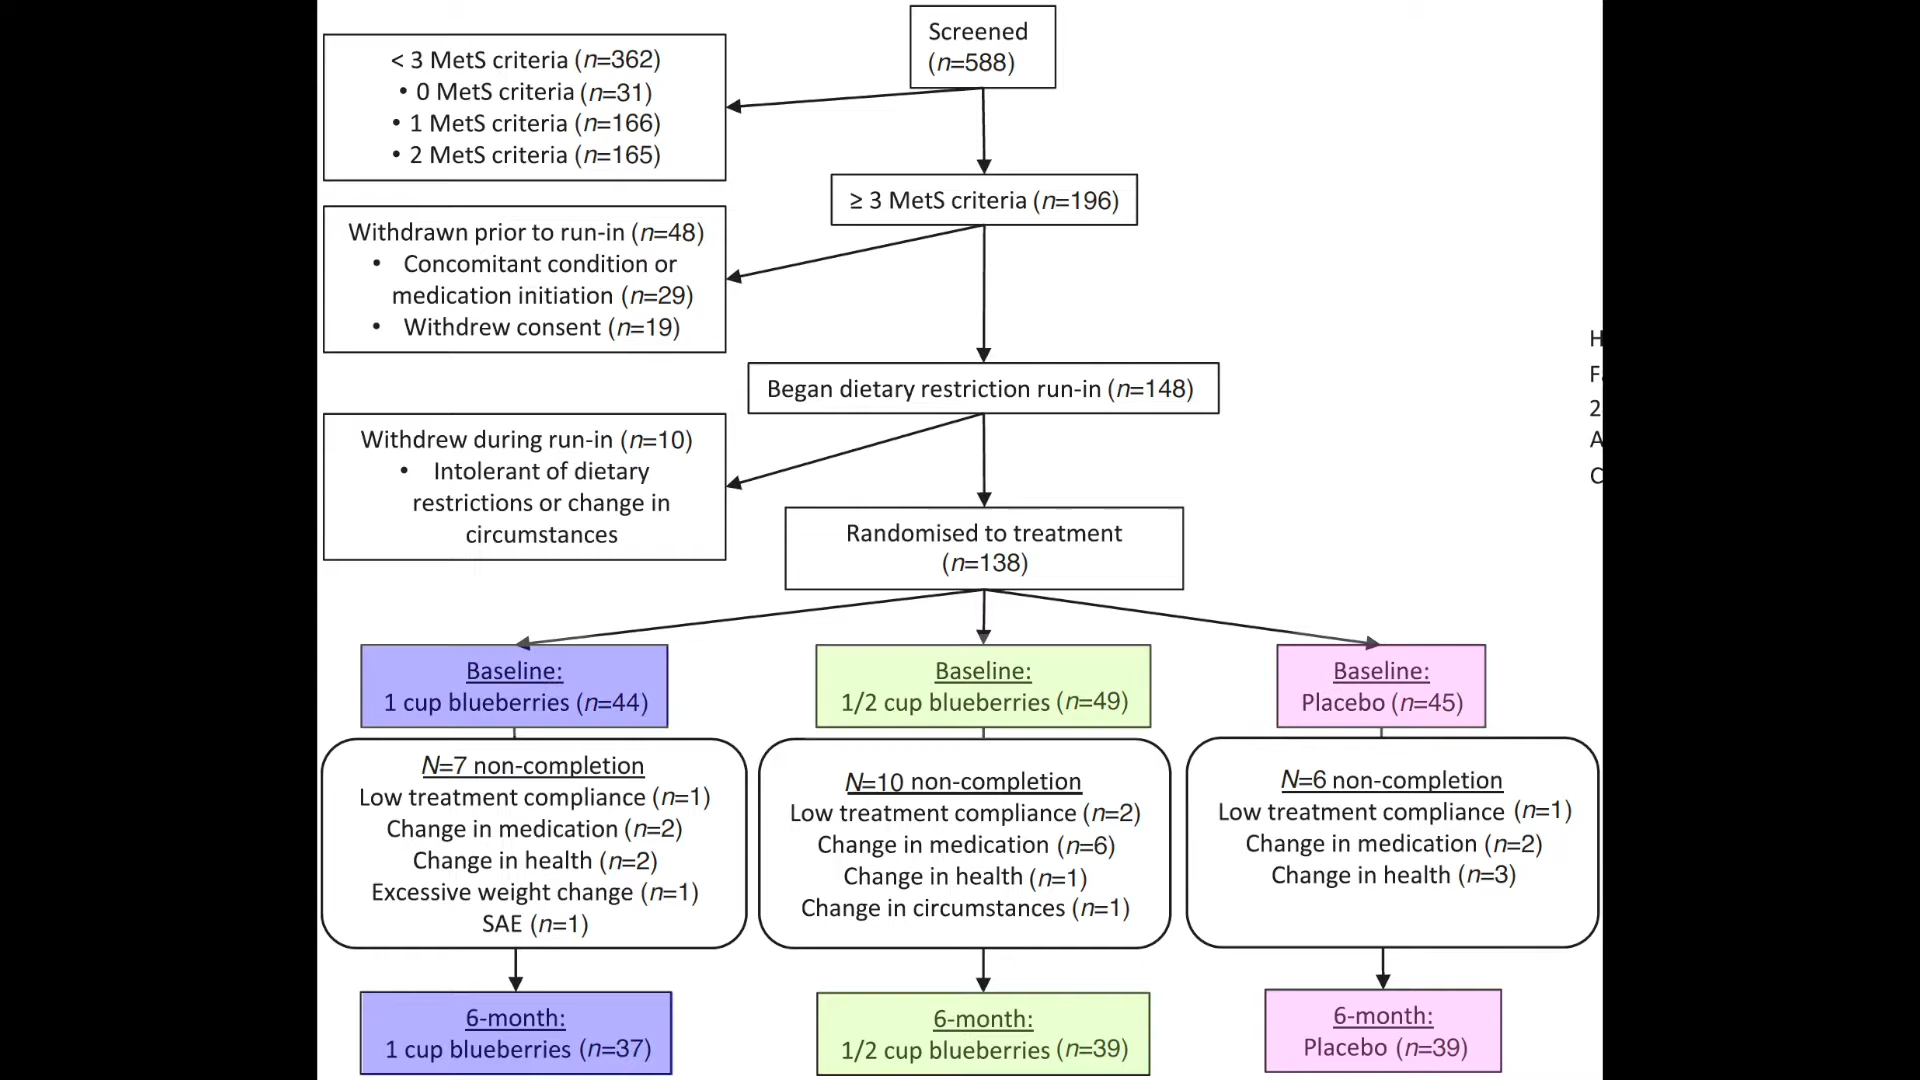 Screened
(n=588)
< 3 MetS criteria (n=362)
• 0 MetS criteria (n=31)
• 1 MetS criteria (n=166)
• 2 MetS criteria (n=165)
≥ 3 MetS criteria (n=196)
Withdrawn prior to run-in (n=48)
• Concomitant condition or
medication initiation (n=29)
• Withdrew consent (n=19)
Began dietary restriction run-in (n=148)
Withdrew during run-in (n=10)
• Intolerant of dietary
restrictions or change in
circumstances
Randomised to treatment
(n=138)
Baseline:
1 cup blueberries (n=44)
Baseline:
1/2 cup blueberries (n=49)
Baseline:
Placebo (n=45)
N=7 non-completion
Low treatment compliance (n=1)
Change in medication (n=2)
Change in health (n=2)
Excessive weight change (n=1)
SAE (n=1)
N=10 non-completion
Low treatment compliance (n=2)
Change in medication (n=6)
Change in health (n=1)
Change in circumstances (n=1)
N=6 non-completion
Low treatment compliance (n=1)
Change in medication (n=2)
Change in health (n=3)
6-month:
1 cup blueberries (n=37)
6-month:
1/2 cup blueberries (n=39)
6-month:
Placebo (n=39)